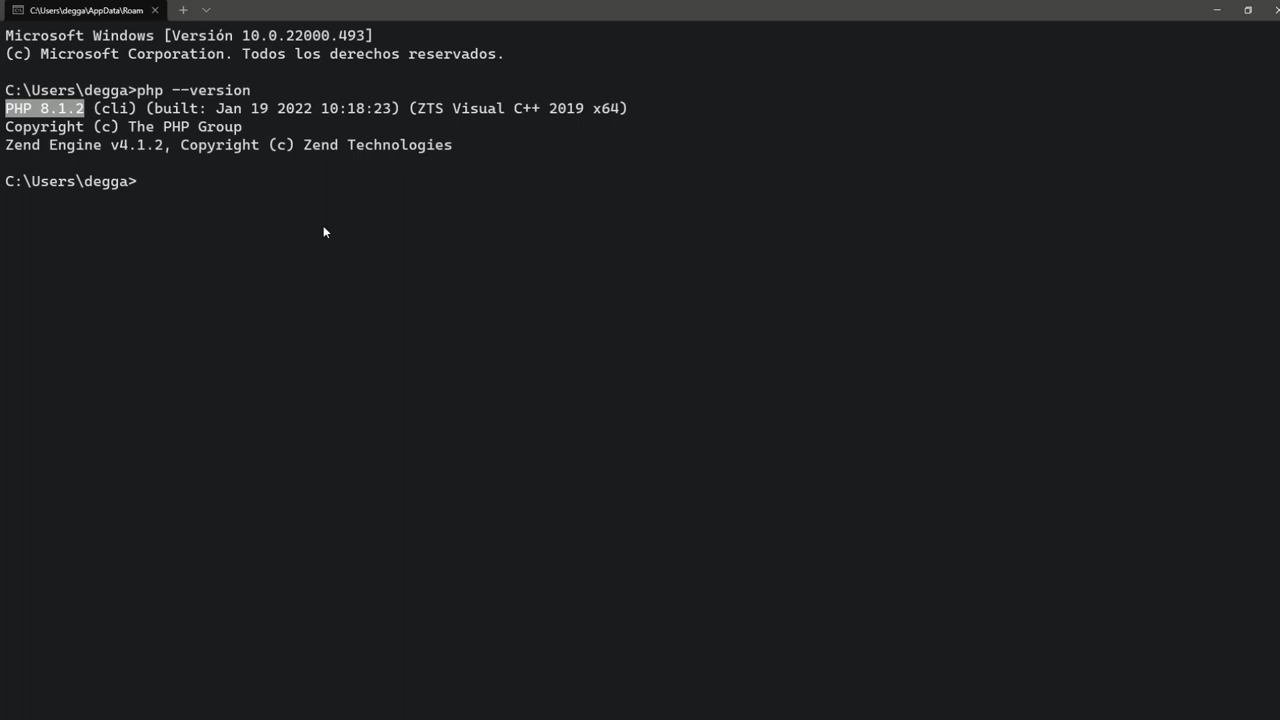 C:\Users\degga\AppData\Roam
Microsoft Windows [Versión 10.0.22000.493]
(c) Microsoft Corporation. Todos los derechos reservados.
C:\Users\degga>php --version
PHP 8.1.2 (cli) (built: Jan 19 2022 10:18:23) (ZTS Visual C++ 2019 x64)
Copyright (c) The PHP Group
Zend Engine v4.1.2, Copyright (c) Zend Technologies
C:\Users\degga>